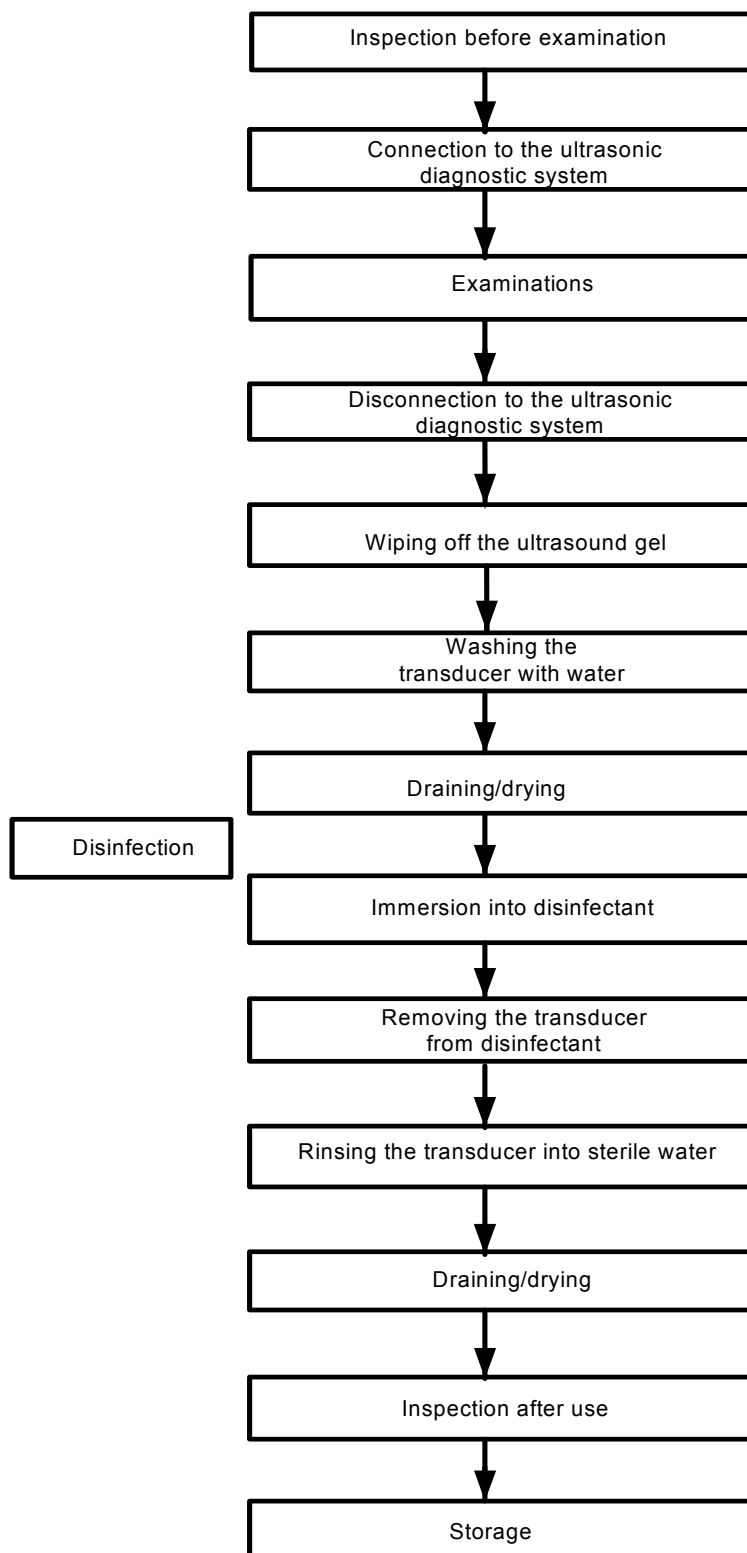 Inspection before examination
Connection to the ultrasonic
diagnostic system
Examinations
Disconnection to the ultrasonic
diagnostic system
Wiping off the ultrasound gel
Washing the
transducer with water
Draining/drying
Disinfection
Immersion into disinfectant
Removing the transducer
from disinfectant
Rinsing the transducer into sterile water
Draining/drying
Inspection after use
Storage